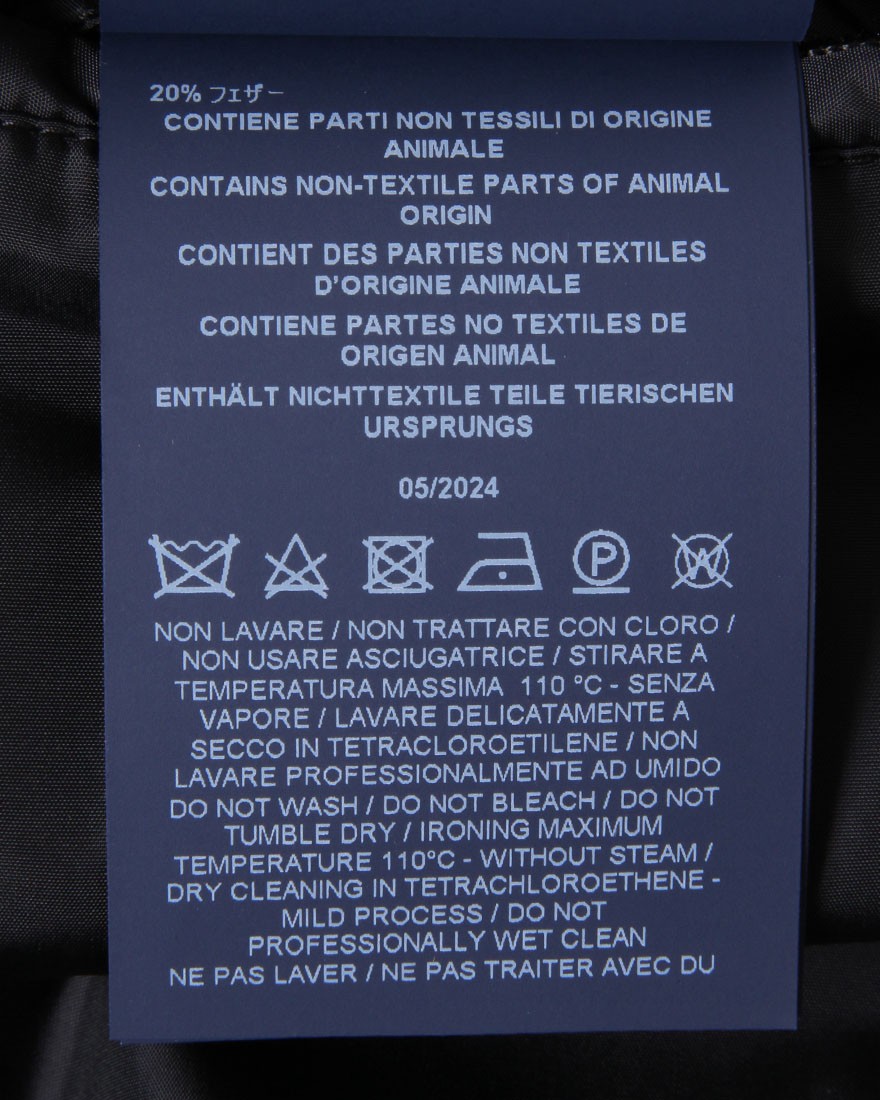 20% フェザー
CONTIENE PARTI NON TESSILI DI ORIGINE
ANIMALE
CONTAINS NON-TEXTILE PARTS OF ANIMAL
ORIGIN
CONTIENT DES PARTIES NON TEXTILES
D'ORIGINE ANIMALE
CONTIENE PARTES NO TEXTILES DE
ORIGEN ANIMAL
ENTHÄLT NICHTTEXTILE TEILE TIERISCHEN
URSPRUNGS
05/2024
P W
NON LAVARE / NON TRATTARE CON CLORO /
NON USARE ASCIUGATRICE / STIRARE A
TEMPERATURA MASSIMA 110 °C - SENZA
VAPORE / LAVARE DELICATAMENTE A
SECCO IN TETRACLOROETILENE / NON
LAVARE PROFESSIONALMENTE AD UMIDO
DO NOT WASH / DO NOT BLEACH / DO NOT
TUMBLE DRY / IRONING MAXIMUM
TEMPERATURE 110°C - WITHOUT STEAM /
DRY CLEANING IN TETRACHLOROETHENE -
MILD PROCESS / DO NOT
PROFESSIONALLY WET CLEAN
NE PAS LAVER / NE PAS TRAITER AVEC DU